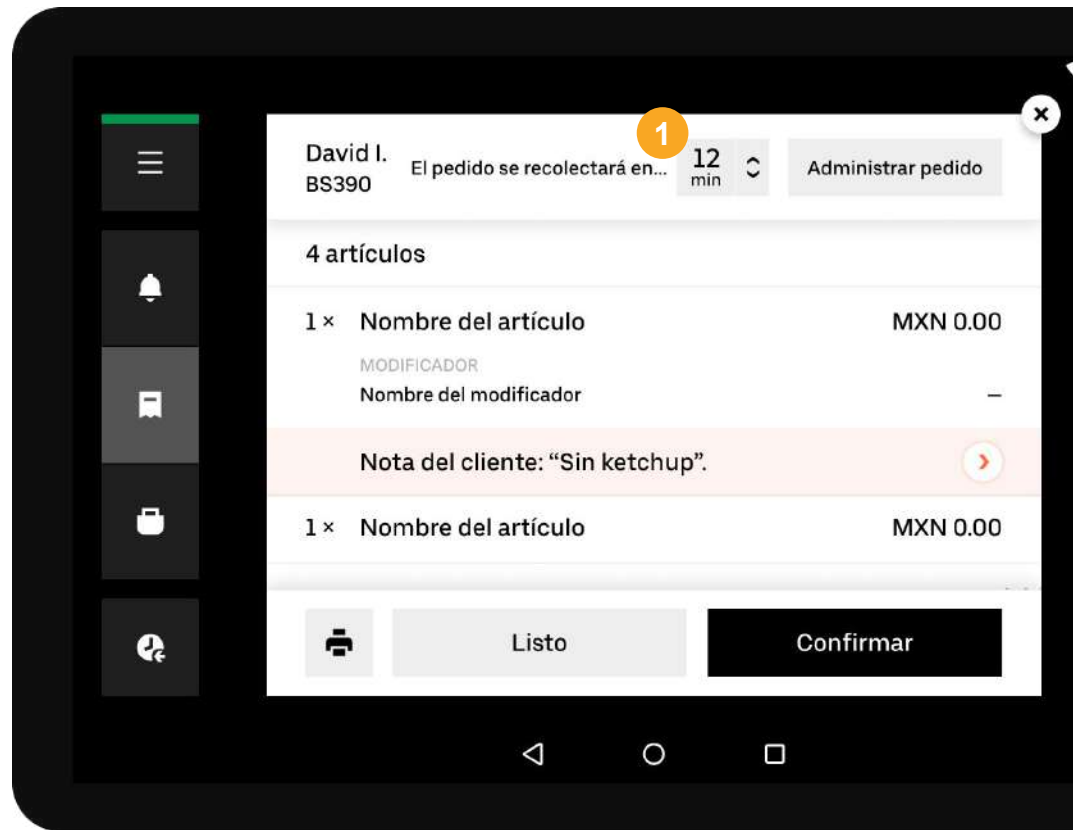 1
David I.
BS390
El pedido se recolectará en...
12
min
Administrar pedido
4 artículos
1 × Nombre del artículo MXN 0.00
MODIFICADOR
Nombre del modificador –
Nota del cliente: “Sin ketchup”.
1 × Nombre del artículo MXN 0.00
Listo
Confirmar